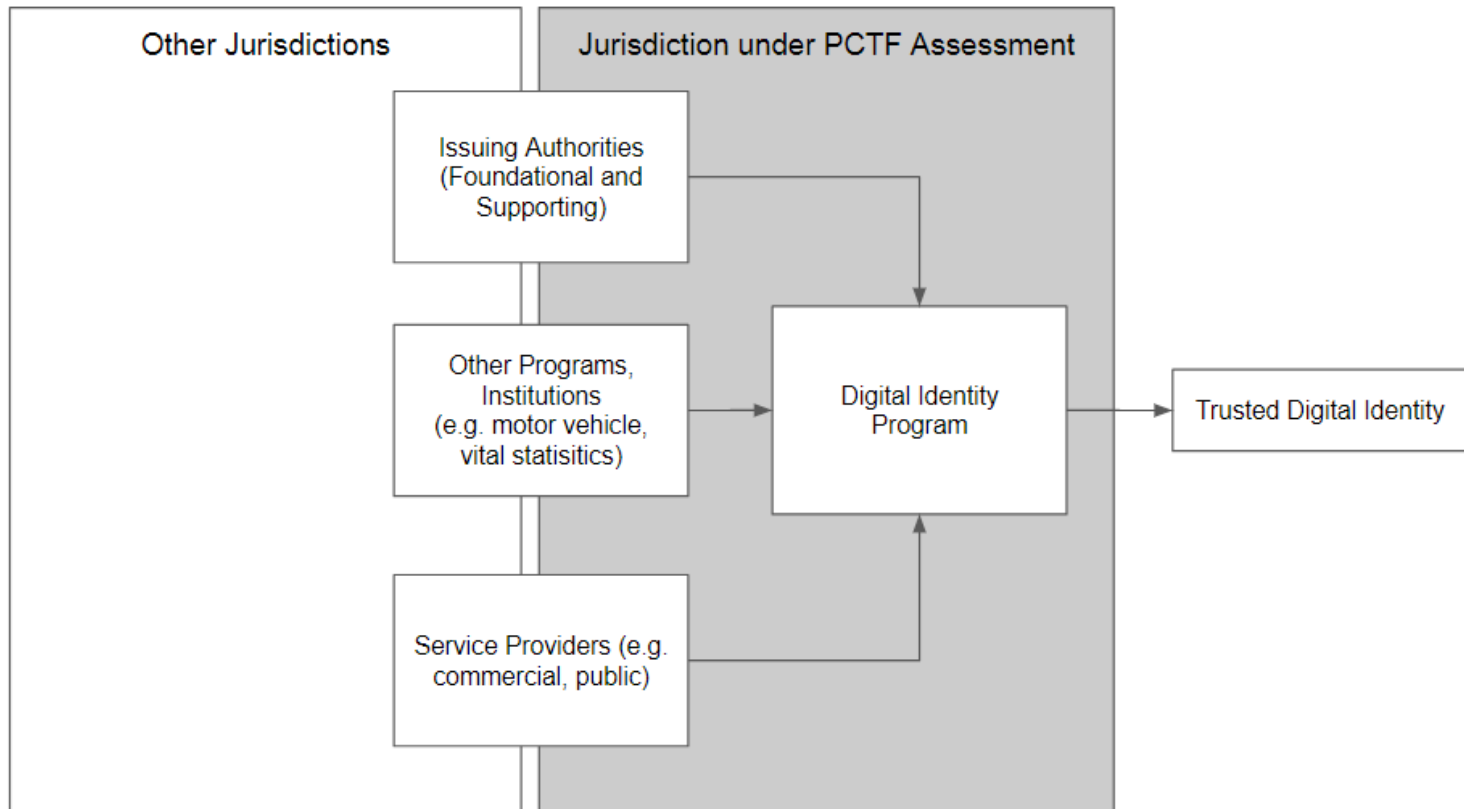 Other Jurisdictions
Jurisdiction under PCTF Assessment
Issuing Authorities
(Foundational and
Supporting)
Other Programs,
Institutions
(e.g. motor vehicle,
vital statisitics)
Digital Identity
Program
Trusted Digital Identity
Service Providers (e.g.
commercial, public)